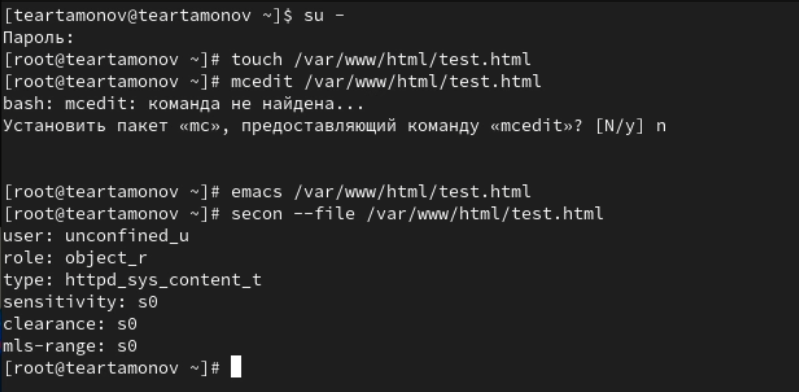 [teartamonov@teartamonov ~]$ su -
Пароль:
[root@teartamonov ~]# touch /var/www/html/test.html
[root@teartamonov ~]# mcedit /var/www/html/test.html
bash: mcedit: команда не найдена...
Установить пакет «mc», предоставляющий команду «mcedit»? [N/y] n
[root@teartamonov ~]# emacs /var/www/html/test.html
[root@teartamonov ~]# secon --file /var/www/html/test.html
user: unconfined_u
role: object_r
type: httpd_sys_content_t
sensitivity: s0
clearance: s0
mls-range: s0
[root@teartamonov ~]#